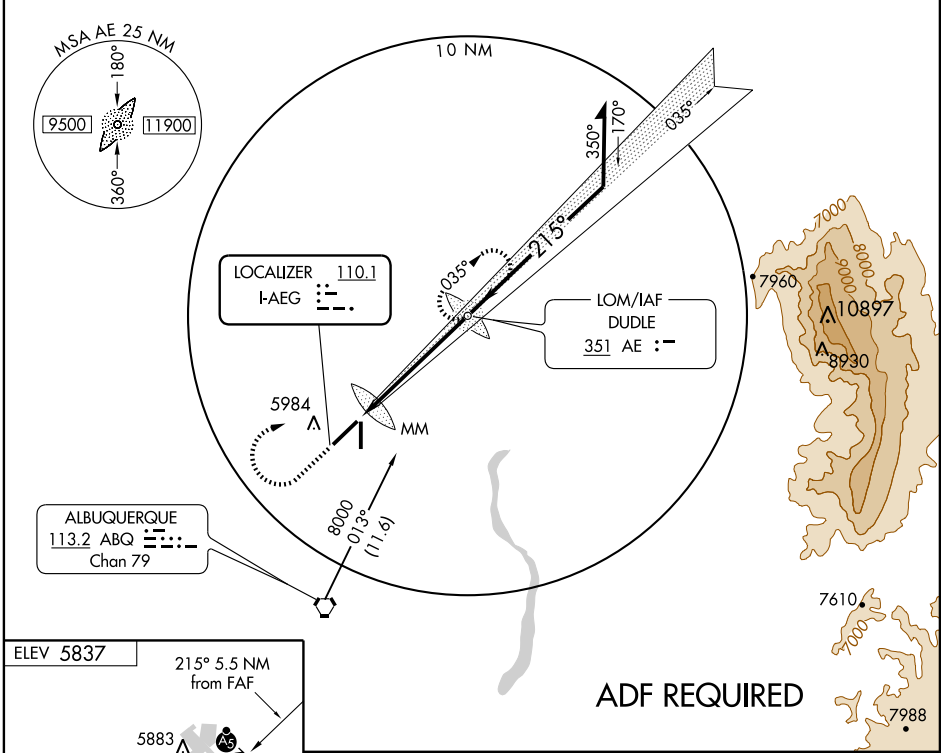 MSA AE 25 NM
180°
9500
11900
360°
10 NM
350°
170°
035°
215°
035°
LOCALIZER 110.1
I-AEG
LOM/IAF
DUDLE
351 AE
7000
8000
9000
7960
10897
8930
5984
MM
8000
013°
(11.6)
ALBUQUERQUE
113.2 ABQ
Chan 79
7610
7000
7988
ADF REQUIRED
ELEV 5837
215° 5.5 NM
from FAF
5883
A5